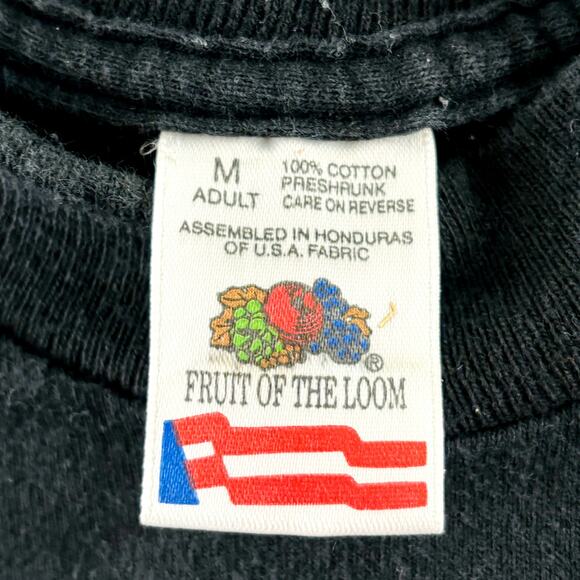 M
ADULT
100% COTTON
PRESHRUNK
CARE ON REVERSE
ASSEMBLED IN HONDURAS
OF U.S.A. FABRIC
®
FRUIT OF THE LOOM